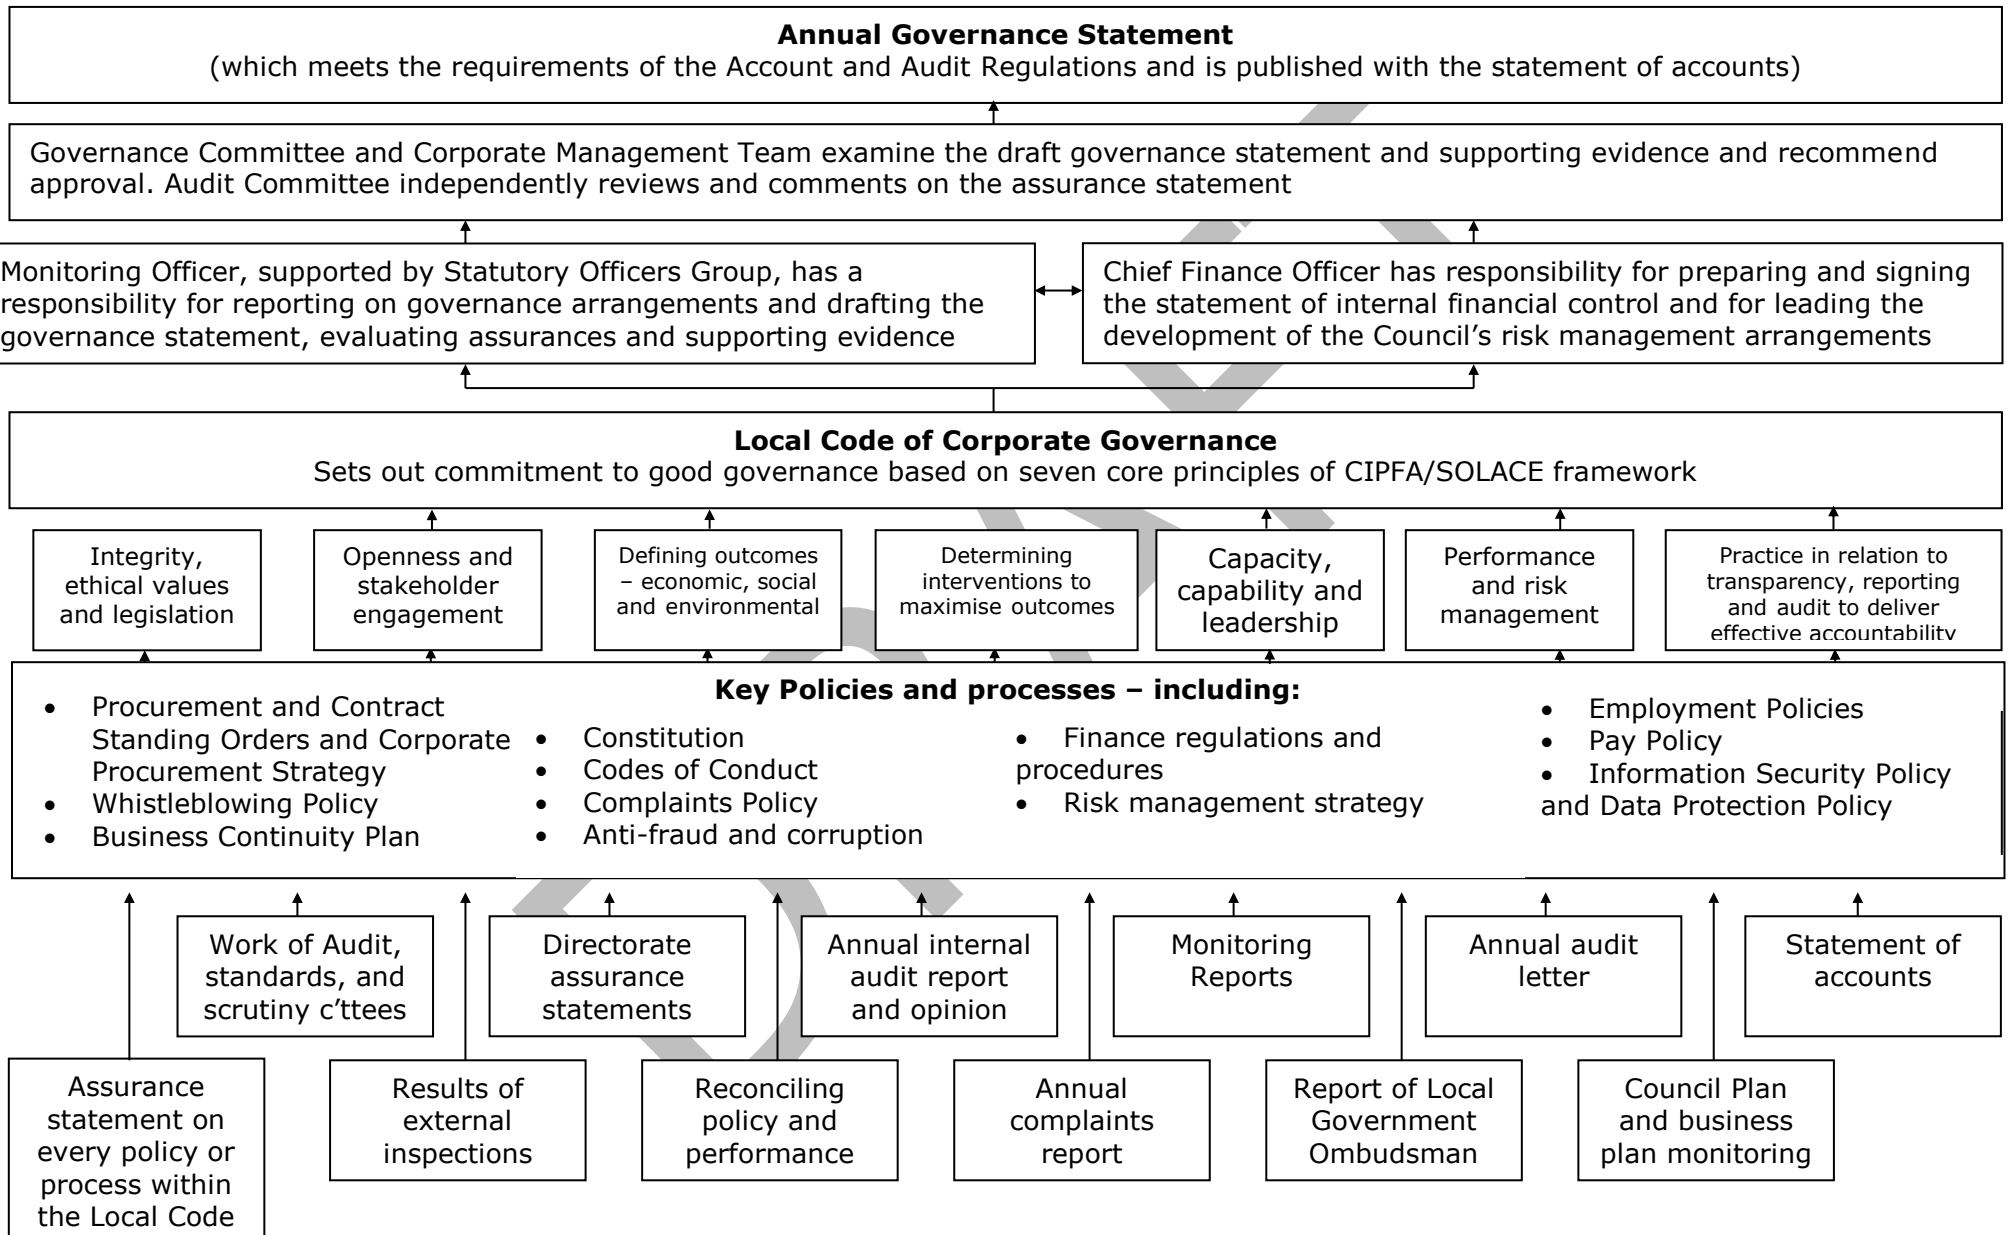 Annual Governance Statement
(which meets the requirements of the Account and Audit Regulations and is published with the statement of accounts)
Governance Committee and Corporate Management Team examine the draft governance statement and supporting evidence and recommend
approval. Audit Committee independently reviews and comments on the assurance statement
Monitoring Officer, supported by Statutory Officers Group, has a
responsibility for reporting on governance arrangements and drafting the
governance statement, evaluating assurances and supporting evidence
Chief Finance Officer has responsibility for preparing and signing
the statement of internal financial control and for leading the
development of the Council’s risk management arrangements
Local Code of Corporate Governance
Sets out commitment to good governance based on seven core principles of CIPFA/SOLACE framework
Integrity,
ethical values
and legislation
Openness and
stakeholder
engagement
Defining outcomes
– economic, social
and environmental
Determining
interventions to
maximise outcomes
Capacity,
capability and
leadership
Performance
and risk
management
Practice in relation to
transparency, reporting
and audit to deliver
effective accountability
Key Policies and processes – including:
• Procurement and Contract
Standing Orders and Corporate
Procurement Strategy
• Whistleblowing Policy
• Business Continuity Plan
• Constitution
• Codes of Conduct
• Complaints Policy
• Anti-fraud and corruption
• Finance regulations and
procedures
• Risk management strategy
• Employment Policies
• Pay Policy
• Information Security Policy
and Data Protection Policy
Work of Audit,
standards, and
scrutiny c’ttees
Directorate
assurance
statements
Annual internal
audit report
and opinion
Monitoring
Reports
Annual audit
letter
Statement of
accounts
Assurance
statement on
every policy or
process within
the Local Code
Results of
external
inspections
Reconciling
policy and
performance
Annual
complaints
report
Report of Local
Government
Ombudsman
Council Plan
and business
plan monitoring